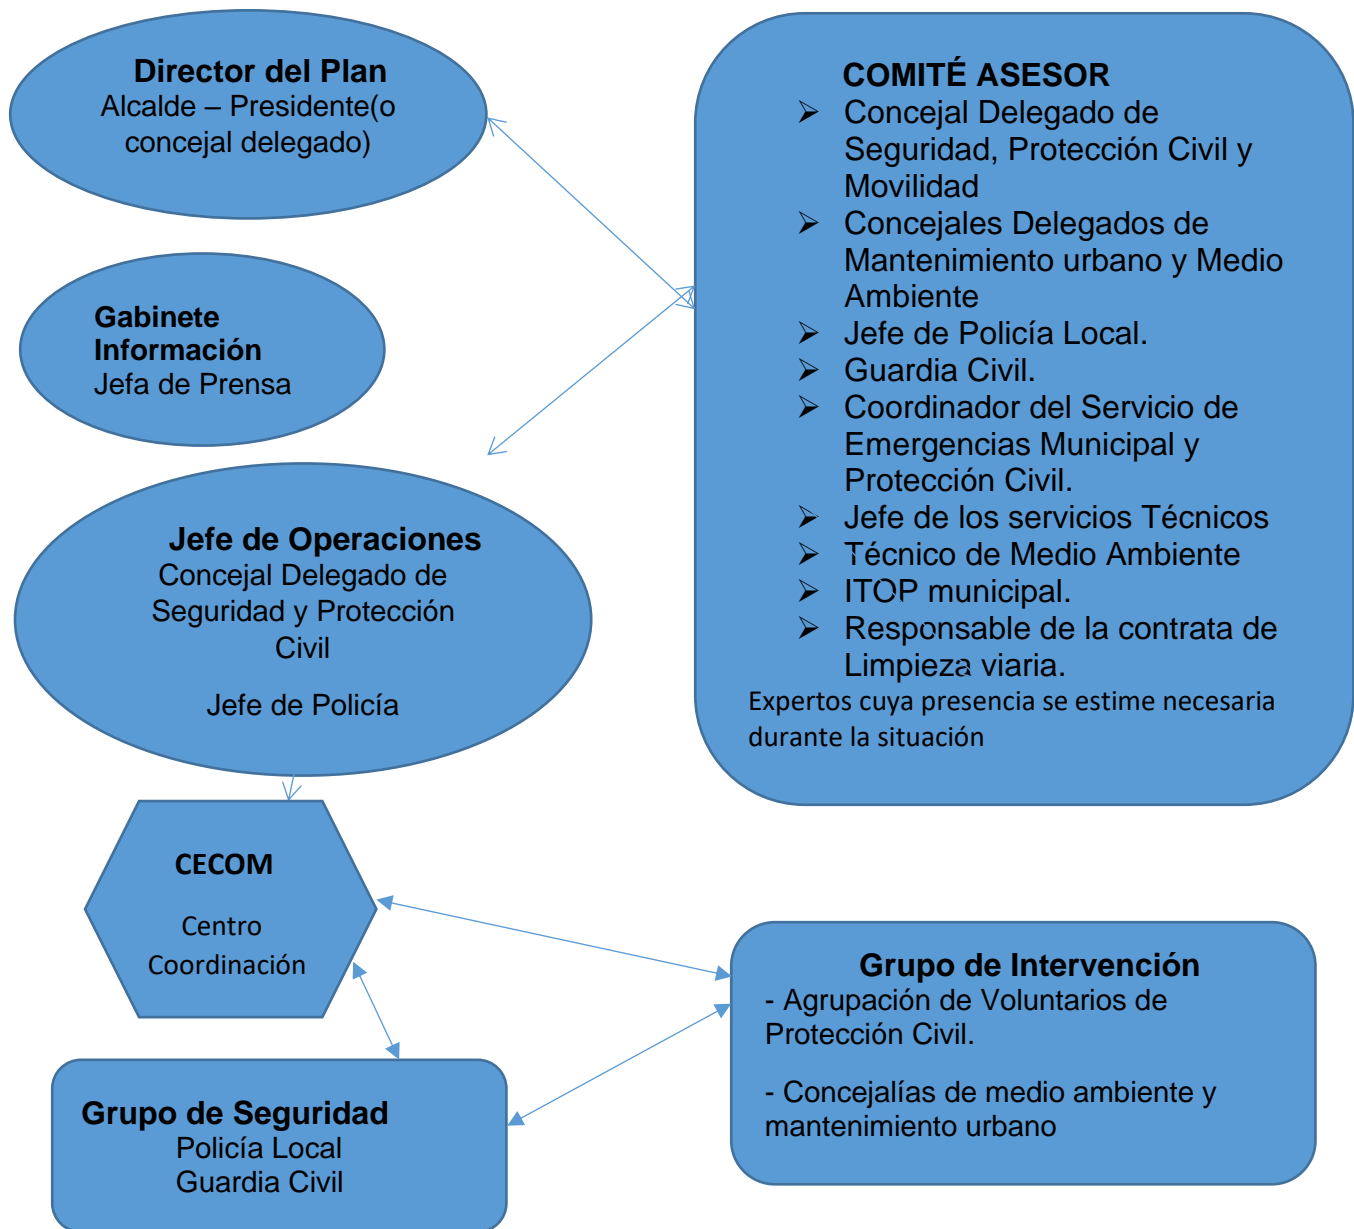 Director del Plan
Alcalde – Presidente(o
concejal delegado)
Gabinete
Información
Jefa de Prensa
Jefe de Operaciones
Concejal Delegado de
Seguridad y Protección
Civil
Jefe de Policía
CECOM
Centro
Coordinación
Grupo de Seguridad
Policía Local
Guardia Civil
COMITÉ ASESOR
➢ Concejal Delegado de
Seguridad, Protección Civil y
Movilidad
➢ Concejales Delegados de
Mantenimiento urbano y Medio
Ambiente
➢ Jefe de Policía Local.
➢ Guardia Civil.
➢ Coordinador del Servicio de
Emergencias Municipal y
Protección Civil.
➢ Jefe de los servicios Técnicos
➢ Técnico de Medio Ambiente
➢ ITOP municipal.
➢ Responsable de la contrata de
Limpieza viaria.
Expertos cuya presencia se estime necesaria
durante la situación
Grupo de Intervención
- Agrupación de Voluntarios de
Protección Civil.
- Concejalías de medio ambiente y
mantenimiento urbano